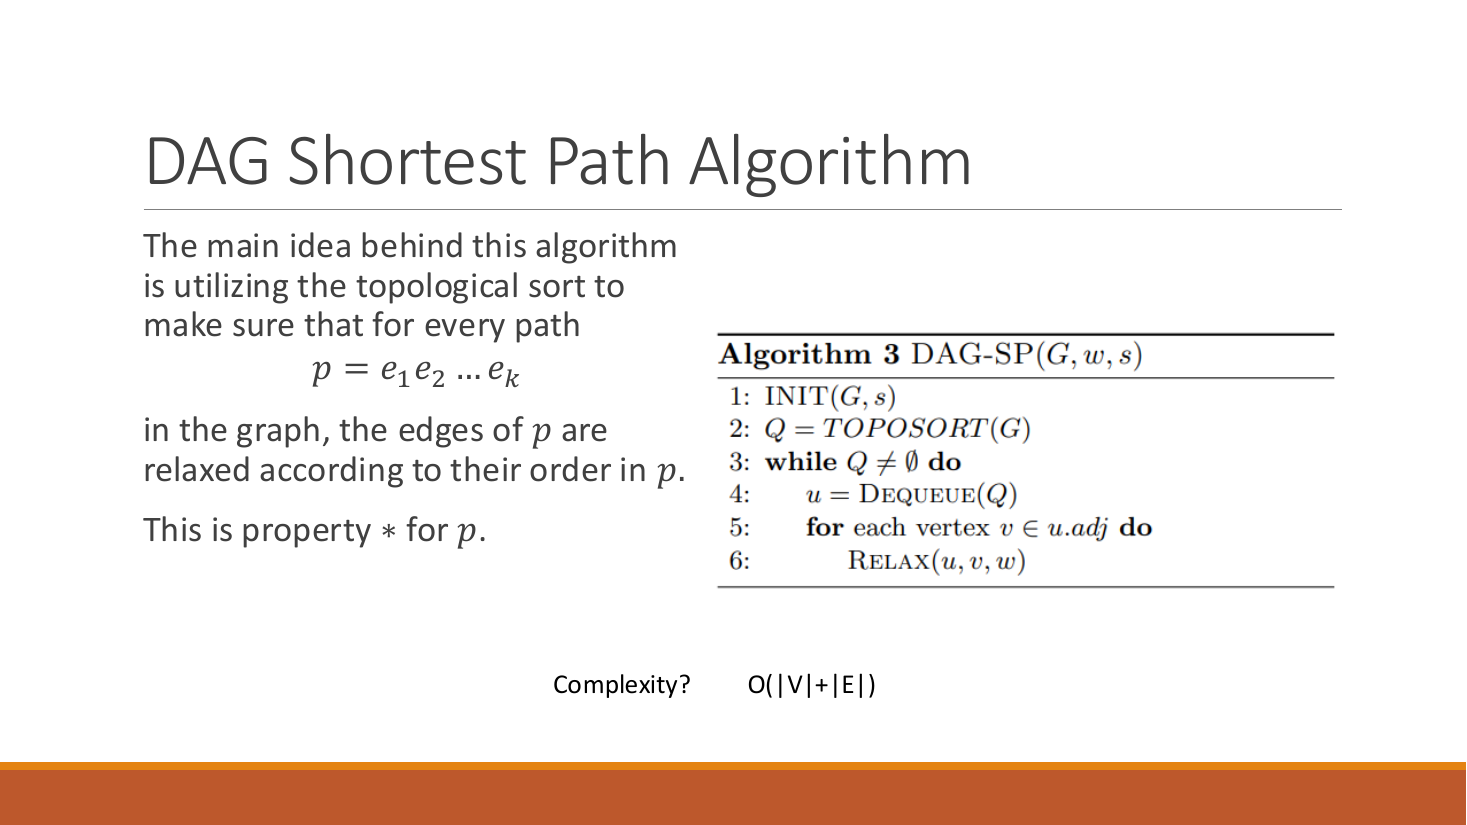 DAG Shortest Path Algorithm
The main idea behind this algorithm
is utilizing the topological sort to
make sure that for every path
𝑝 = 𝑒₁𝑒₂ … 𝑒ₖ
in the graph, the edges of 𝑝 are
relaxed according to their order in 𝑝.
This is property ∗ for 𝑝.
Algorithm 3 DAG-SP(G, w, s)
1: INIT(G, s)
2: Q = TOPOSORT(G)
3: while Q ≠ ∅ do
4: u = DEQUEUE(Q)
5: for each vertex v ∈ u.adj do
6: RELAX(u, v, w)
Complexity? O(|V|+|E|)